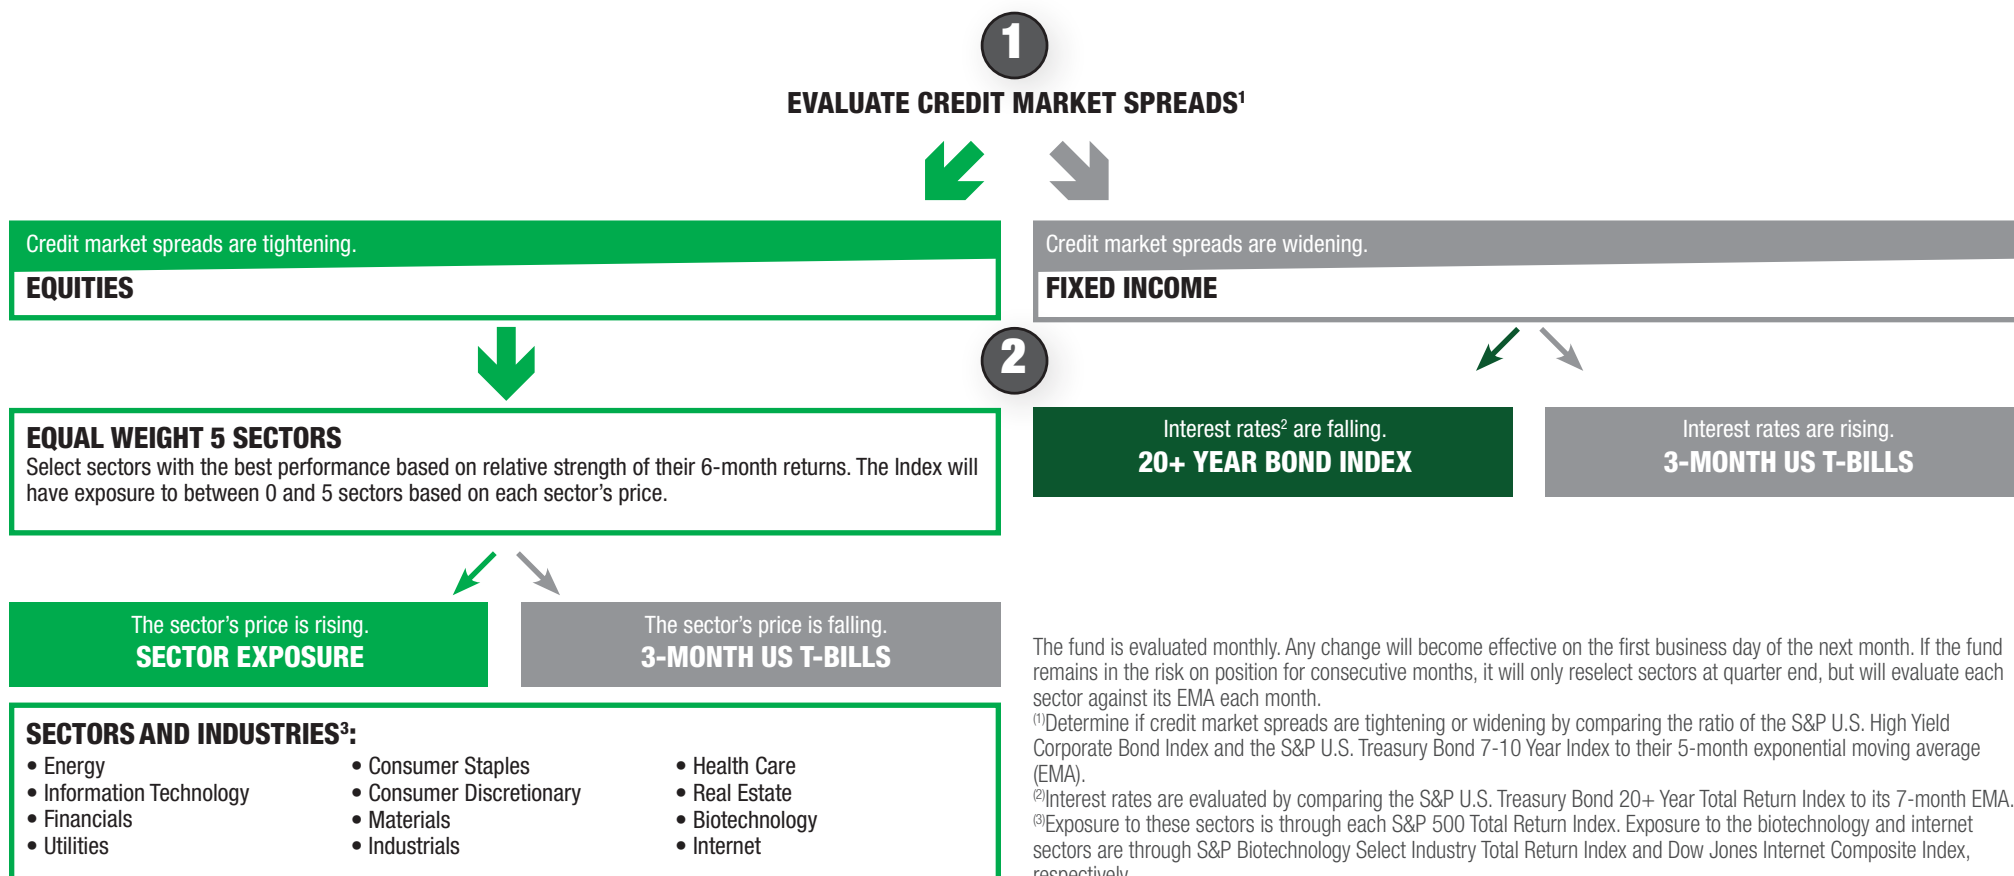 1
EVALUATE CREDIT MARKET SPREADS¹
Credit market spreads are tightening.
EQUITIES
Credit market spreads are widening.
FIXED INCOME
2
EQUAL WEIGHT 5 SECTORS
Select sectors with the best performance based on relative strength of their 6-month returns. The Index will
have exposure to between 0 and 5 sectors based on each sector’s price.
Interest rates² are falling.
20+ YEAR BOND INDEX
Interest rates are rising.
3-MONTH US T-BILLS
The sector’s price is rising.
SECTOR EXPOSURE
The sector’s price is falling.
3-MONTH US T-BILLS
SECTORS AND INDUSTRIES³:
• Energy
• Information Technology
• Financials
• Utilities
• Consumer Staples
• Consumer Discretionary
• Materials
• Industrials
• Health Care
• Real Estate
• Biotechnology
• Internet
The fund is evaluated monthly. Any change will become effective on the first business day of the next month. If the fund
remains in the risk on position for consecutive months, it will only reselect sectors at quarter end, but will evaluate each
sector against its EMA each month.
⁽¹⁾Determine if credit market spreads are tightening or widening by comparing the ratio of the S&P U.S. High Yield
Corporate Bond Index and the S&P U.S. Treasury Bond 7-10 Year Index to their 5-month exponential moving average
(EMA).
⁽²⁾Interest rates are evaluated by comparing the S&P U.S. Treasury Bond 20+ Year Total Return Index to its 7-month EMA.
⁽³⁾Exposure to these sectors is through each S&P 500 Total Return Index. Exposure to the biotechnology and internet
sectors are through S&P Biotechnology Select Industry Total Return Index and Dow Jones Internet Composite Index,
respectively.